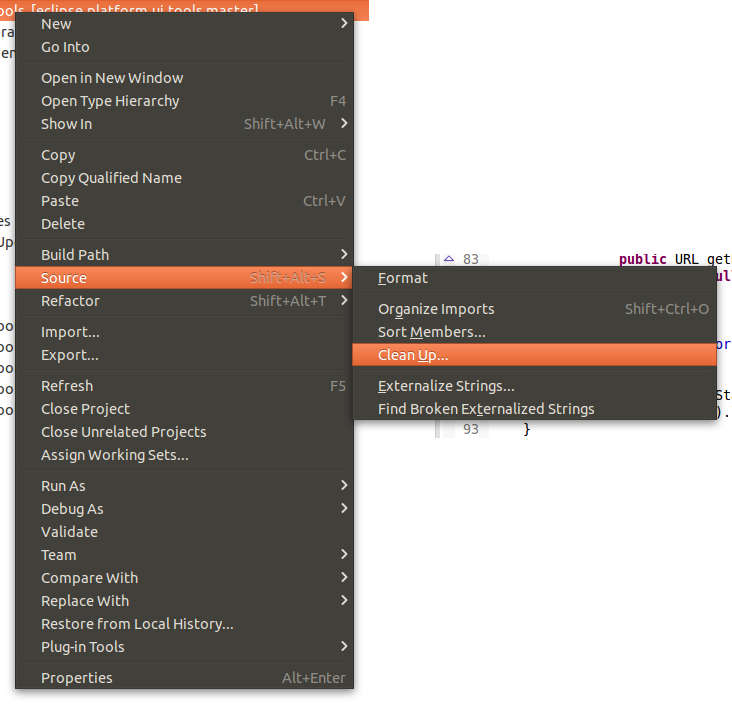 [eclipse.platform.ui.tools master]
New
Go Into
Open in New Window
Open Type Hierarchy F4
Show In Shift+Alt+W
Copy Ctrl+C
Copy Qualified Name
Paste Ctrl+V
Delete
Build Path
Source Shift+Alt+S
Refactor Shift+Alt+T
Import...
Export...
Refresh F5
Close Project
Close Unrelated Projects
Assign Working Sets...
Run As
Debug As
Validate
Team
Compare With
Replace With
Restore from Local History...
Plug-in Tools
Properties Alt+Enter
83 public URL get
Format
Organize Imports Shift+Ctrl+O
Sort Members...
Clean Up...
Externalize Strings...
Find Broken Externalized Strings
).
93 }